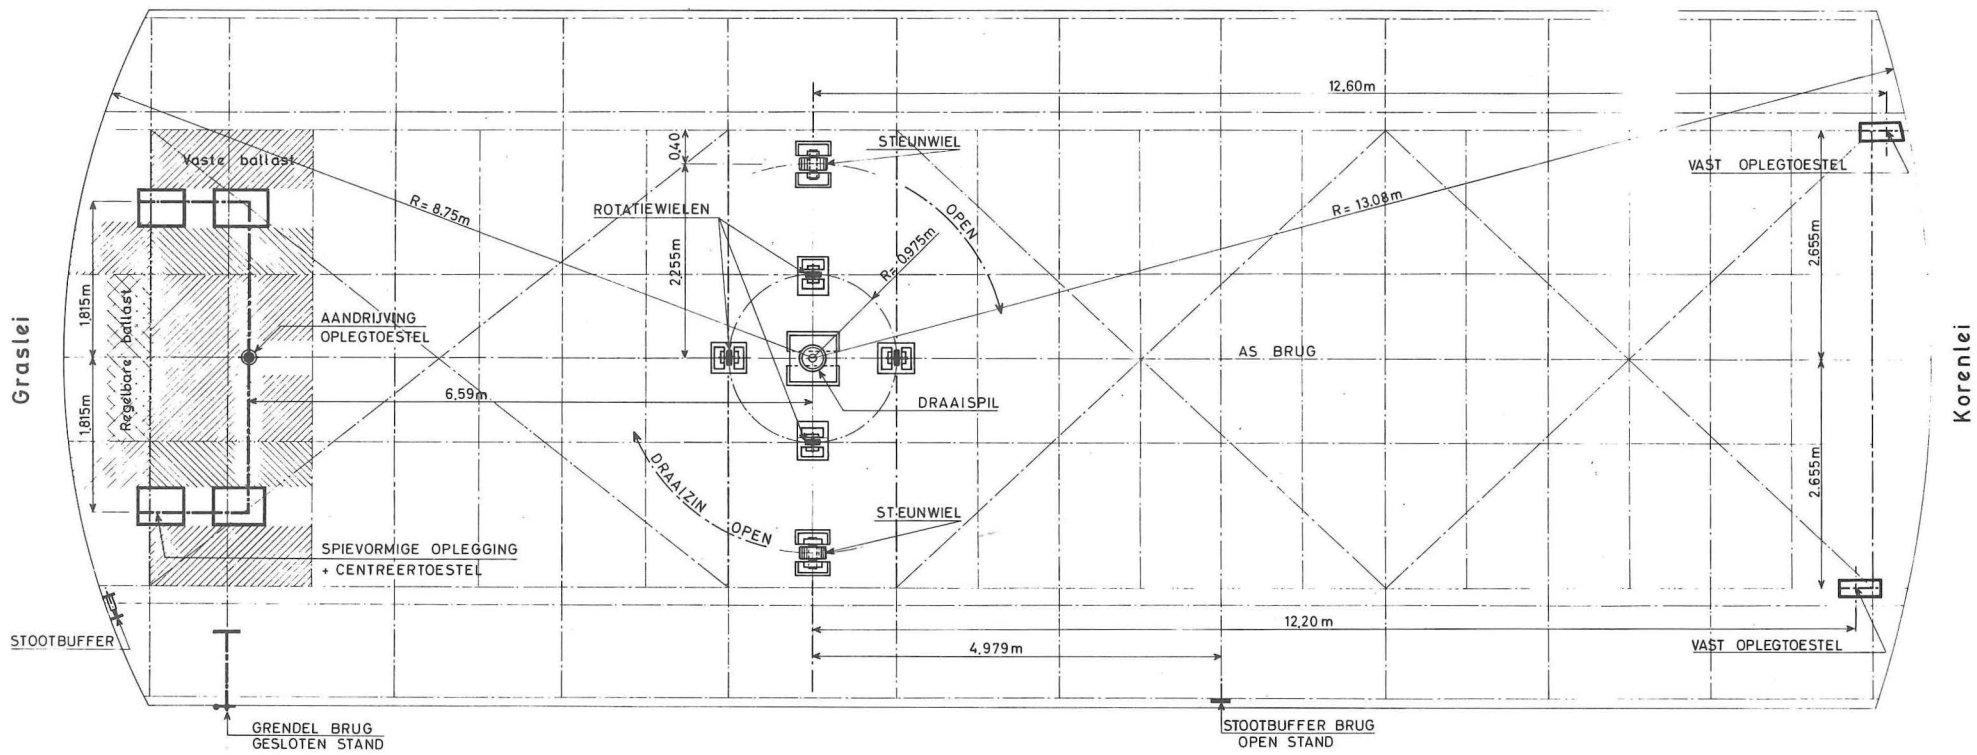 12.60m
STEUNWIEL
0.40
Vaste ballast
VAST OPLEGTOESTEL
R= 8.75m
R= 13.08m
ROTATIEWIELEN
OPEN
2.255m
R= 0.975m
2.655m
1.815m
Graslei
Regelbare ballast
AANDRIJVING
OPLEGTOESTEL
AS BRUG
Korenlei
6.59m
DRAAISPIL
1.815m
2.655m
DRAAIZIN OPEN
STEUNWIEL
SPIEVORMIGE OPLEGGING
+ CENTREERTOESTEL
12.20 m
STOOTBUFFER
4.979m
VAST OPLEGTOESTEL
GRENDEL BRUG
GESLOTEN STAND
STOOTBUFFER BRUG
OPEN STAND